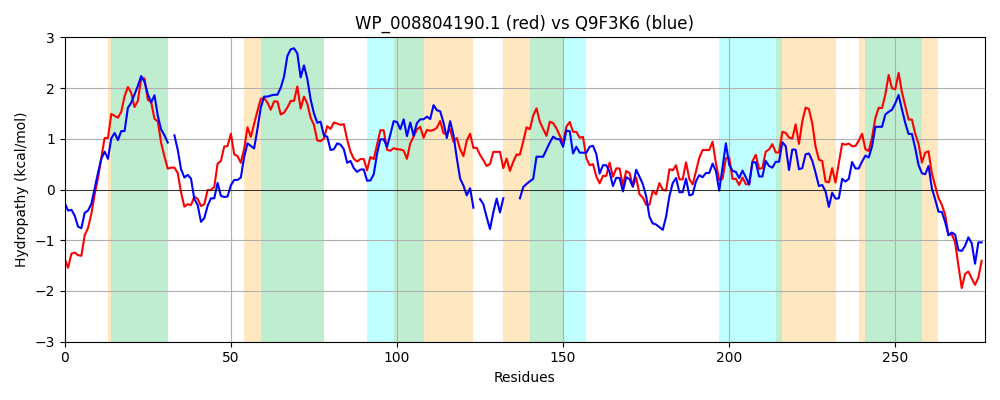 WP_008804190.1 (red) vs Q9F3K6 (blue)
Hydropathy (kcal/mol)
3
2
1
0
−1
−2
−3
0 50 100 150 200 250
Residues